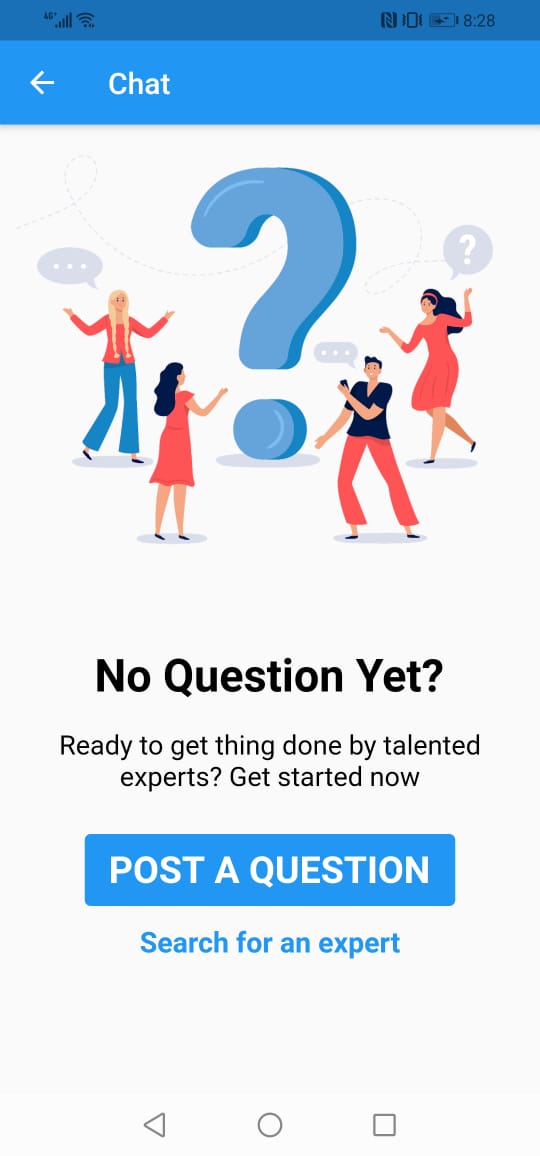 4G+ 8:28
Chat
?
No Question Yet?
Ready to get thing done by talented
experts? Get started now
POST A QUESTION
Search for an expert